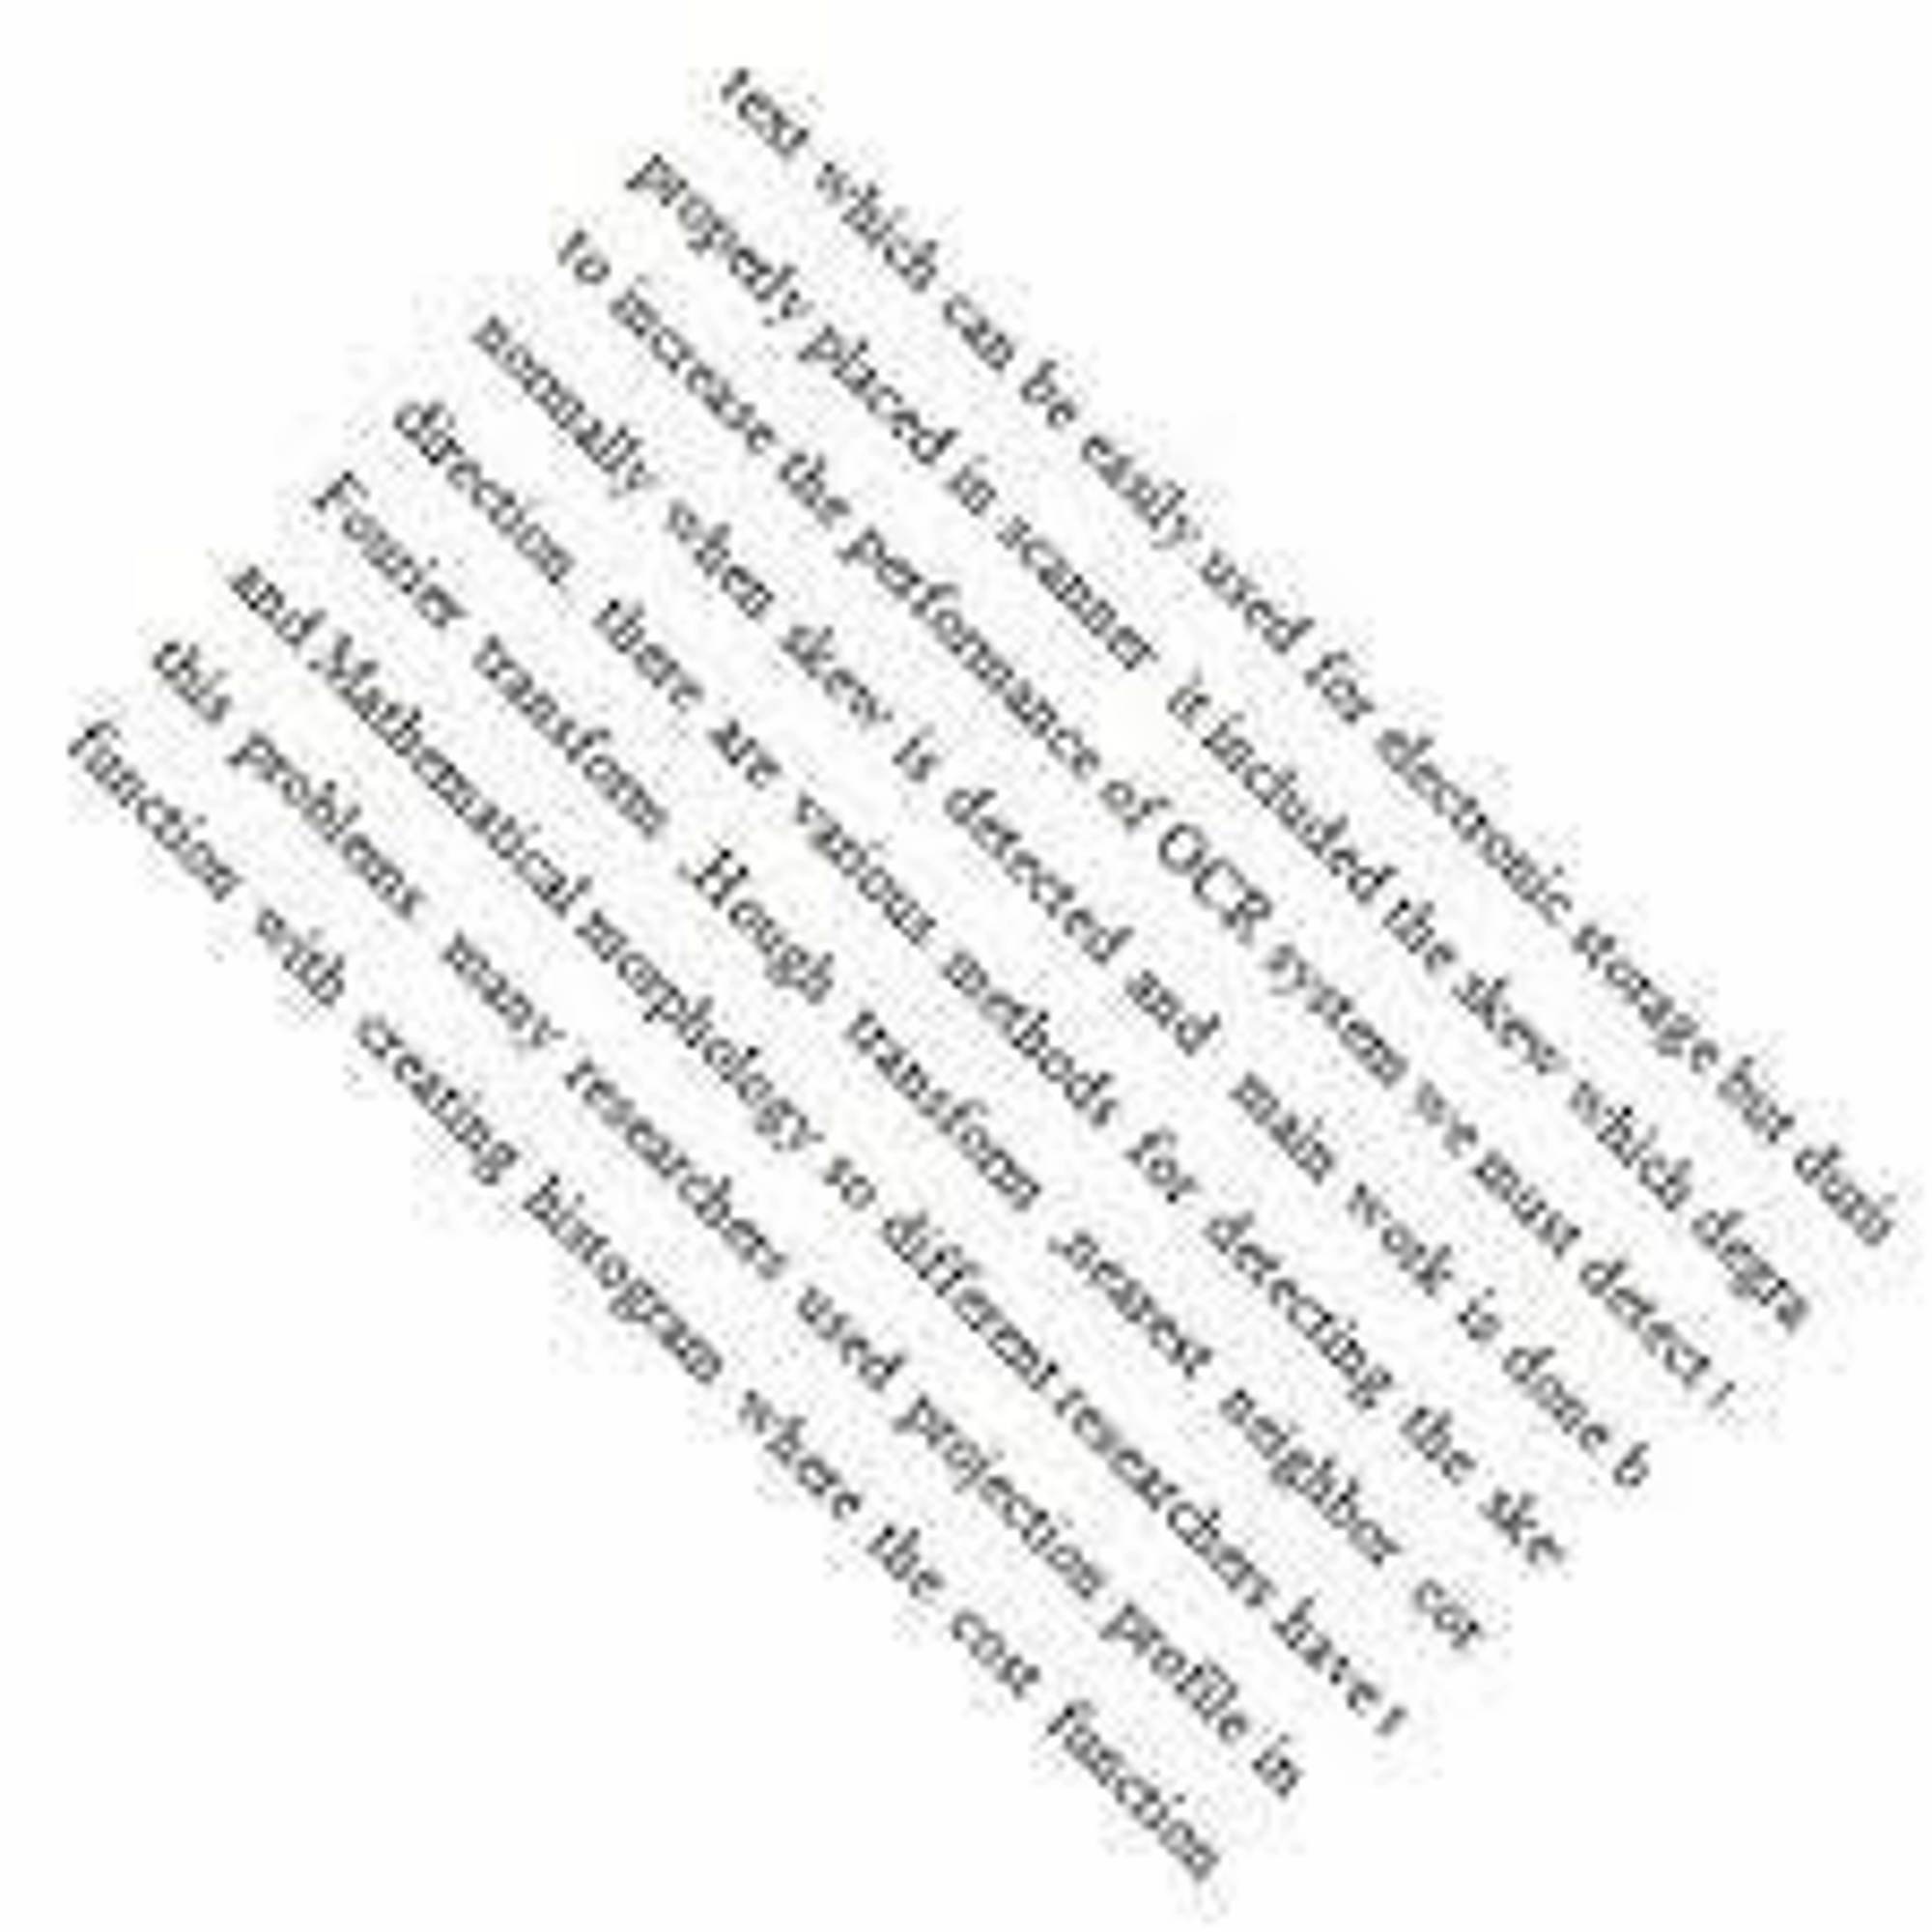 text which can be easily used for electronic storage but durin
properly placed in scanner it included the skew which degra
to increase the performance of OCR system we must detect t
normally when skew is detected and main work is done b
direction. there are various methods for detecting the ske
Fourier transform ,Hough transform ,nearest neighbor cor
and Mathematical morphology so different researchers have t
this problems many researchers used projection profile in
function with creating histogram where the cost function